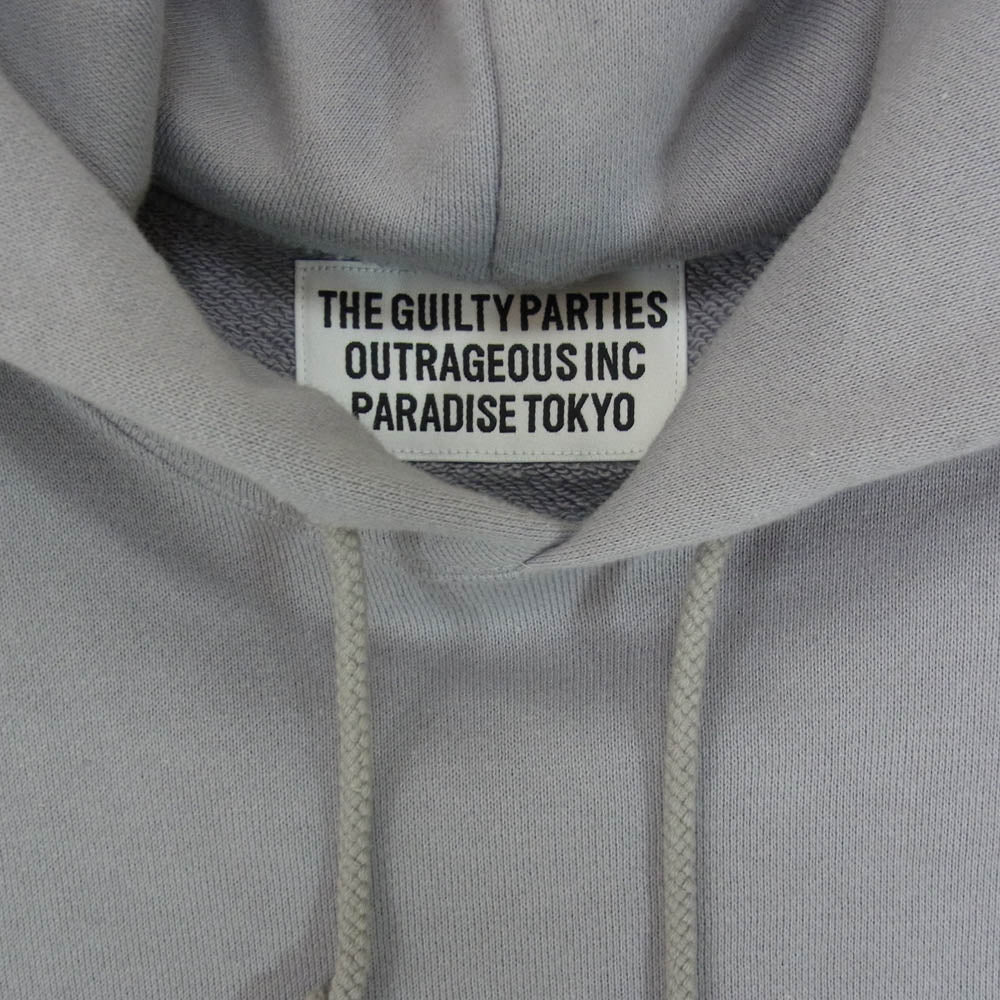 THE GUILTY PARTIES
OUTRAGEOUS INC
PARADISE TOKYO